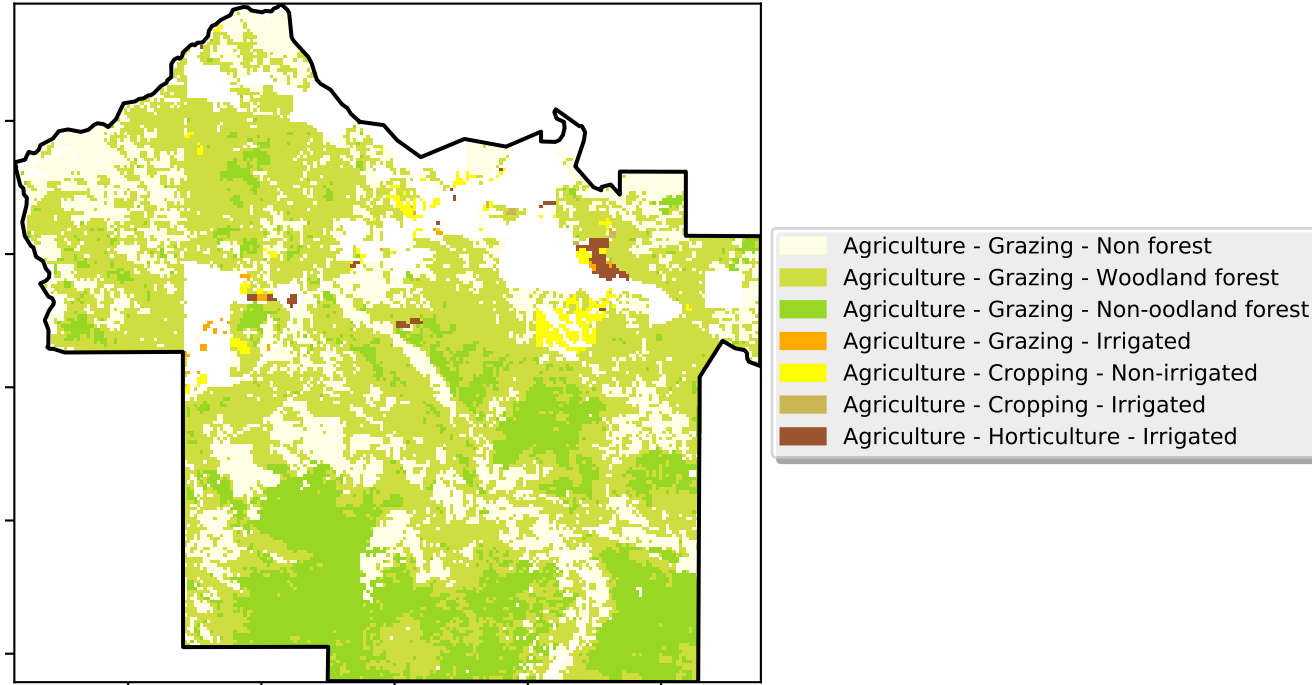 Agriculture - Grazing - Non forest
Agriculture - Grazing - Woodland forest
Agriculture - Grazing - Non-oodland forest
Agriculture - Grazing - Irrigated
Agriculture - Cropping - Non-irrigated
Agriculture - Cropping - Irrigated
Agriculture - Horticulture - Irrigated